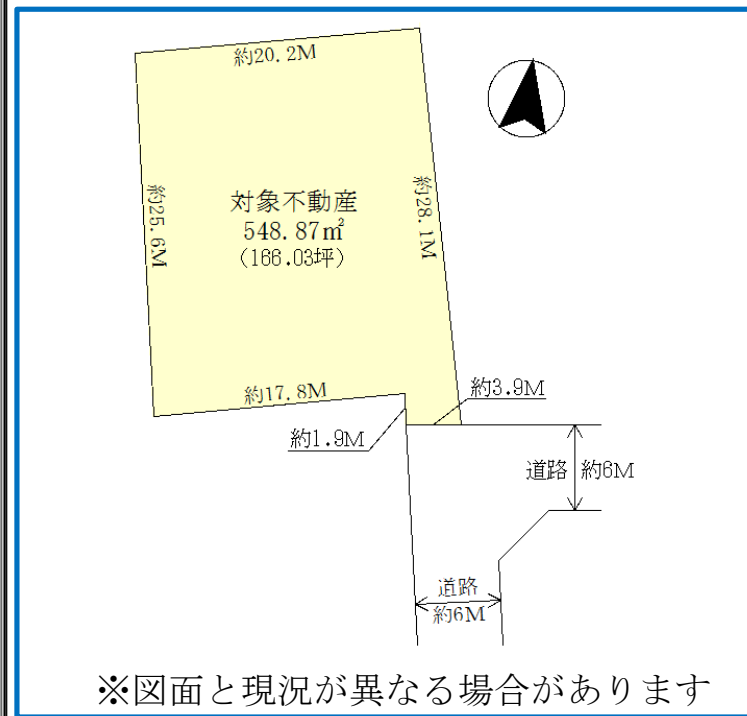 約20.2M
約25.6M
対象不動産
548.87㎡
(166.03坪)
約28.1M
約17.8M
約3.9M
約1.9M
道路 約6M
道路
約6M
※図面と現況が異なる場合があります